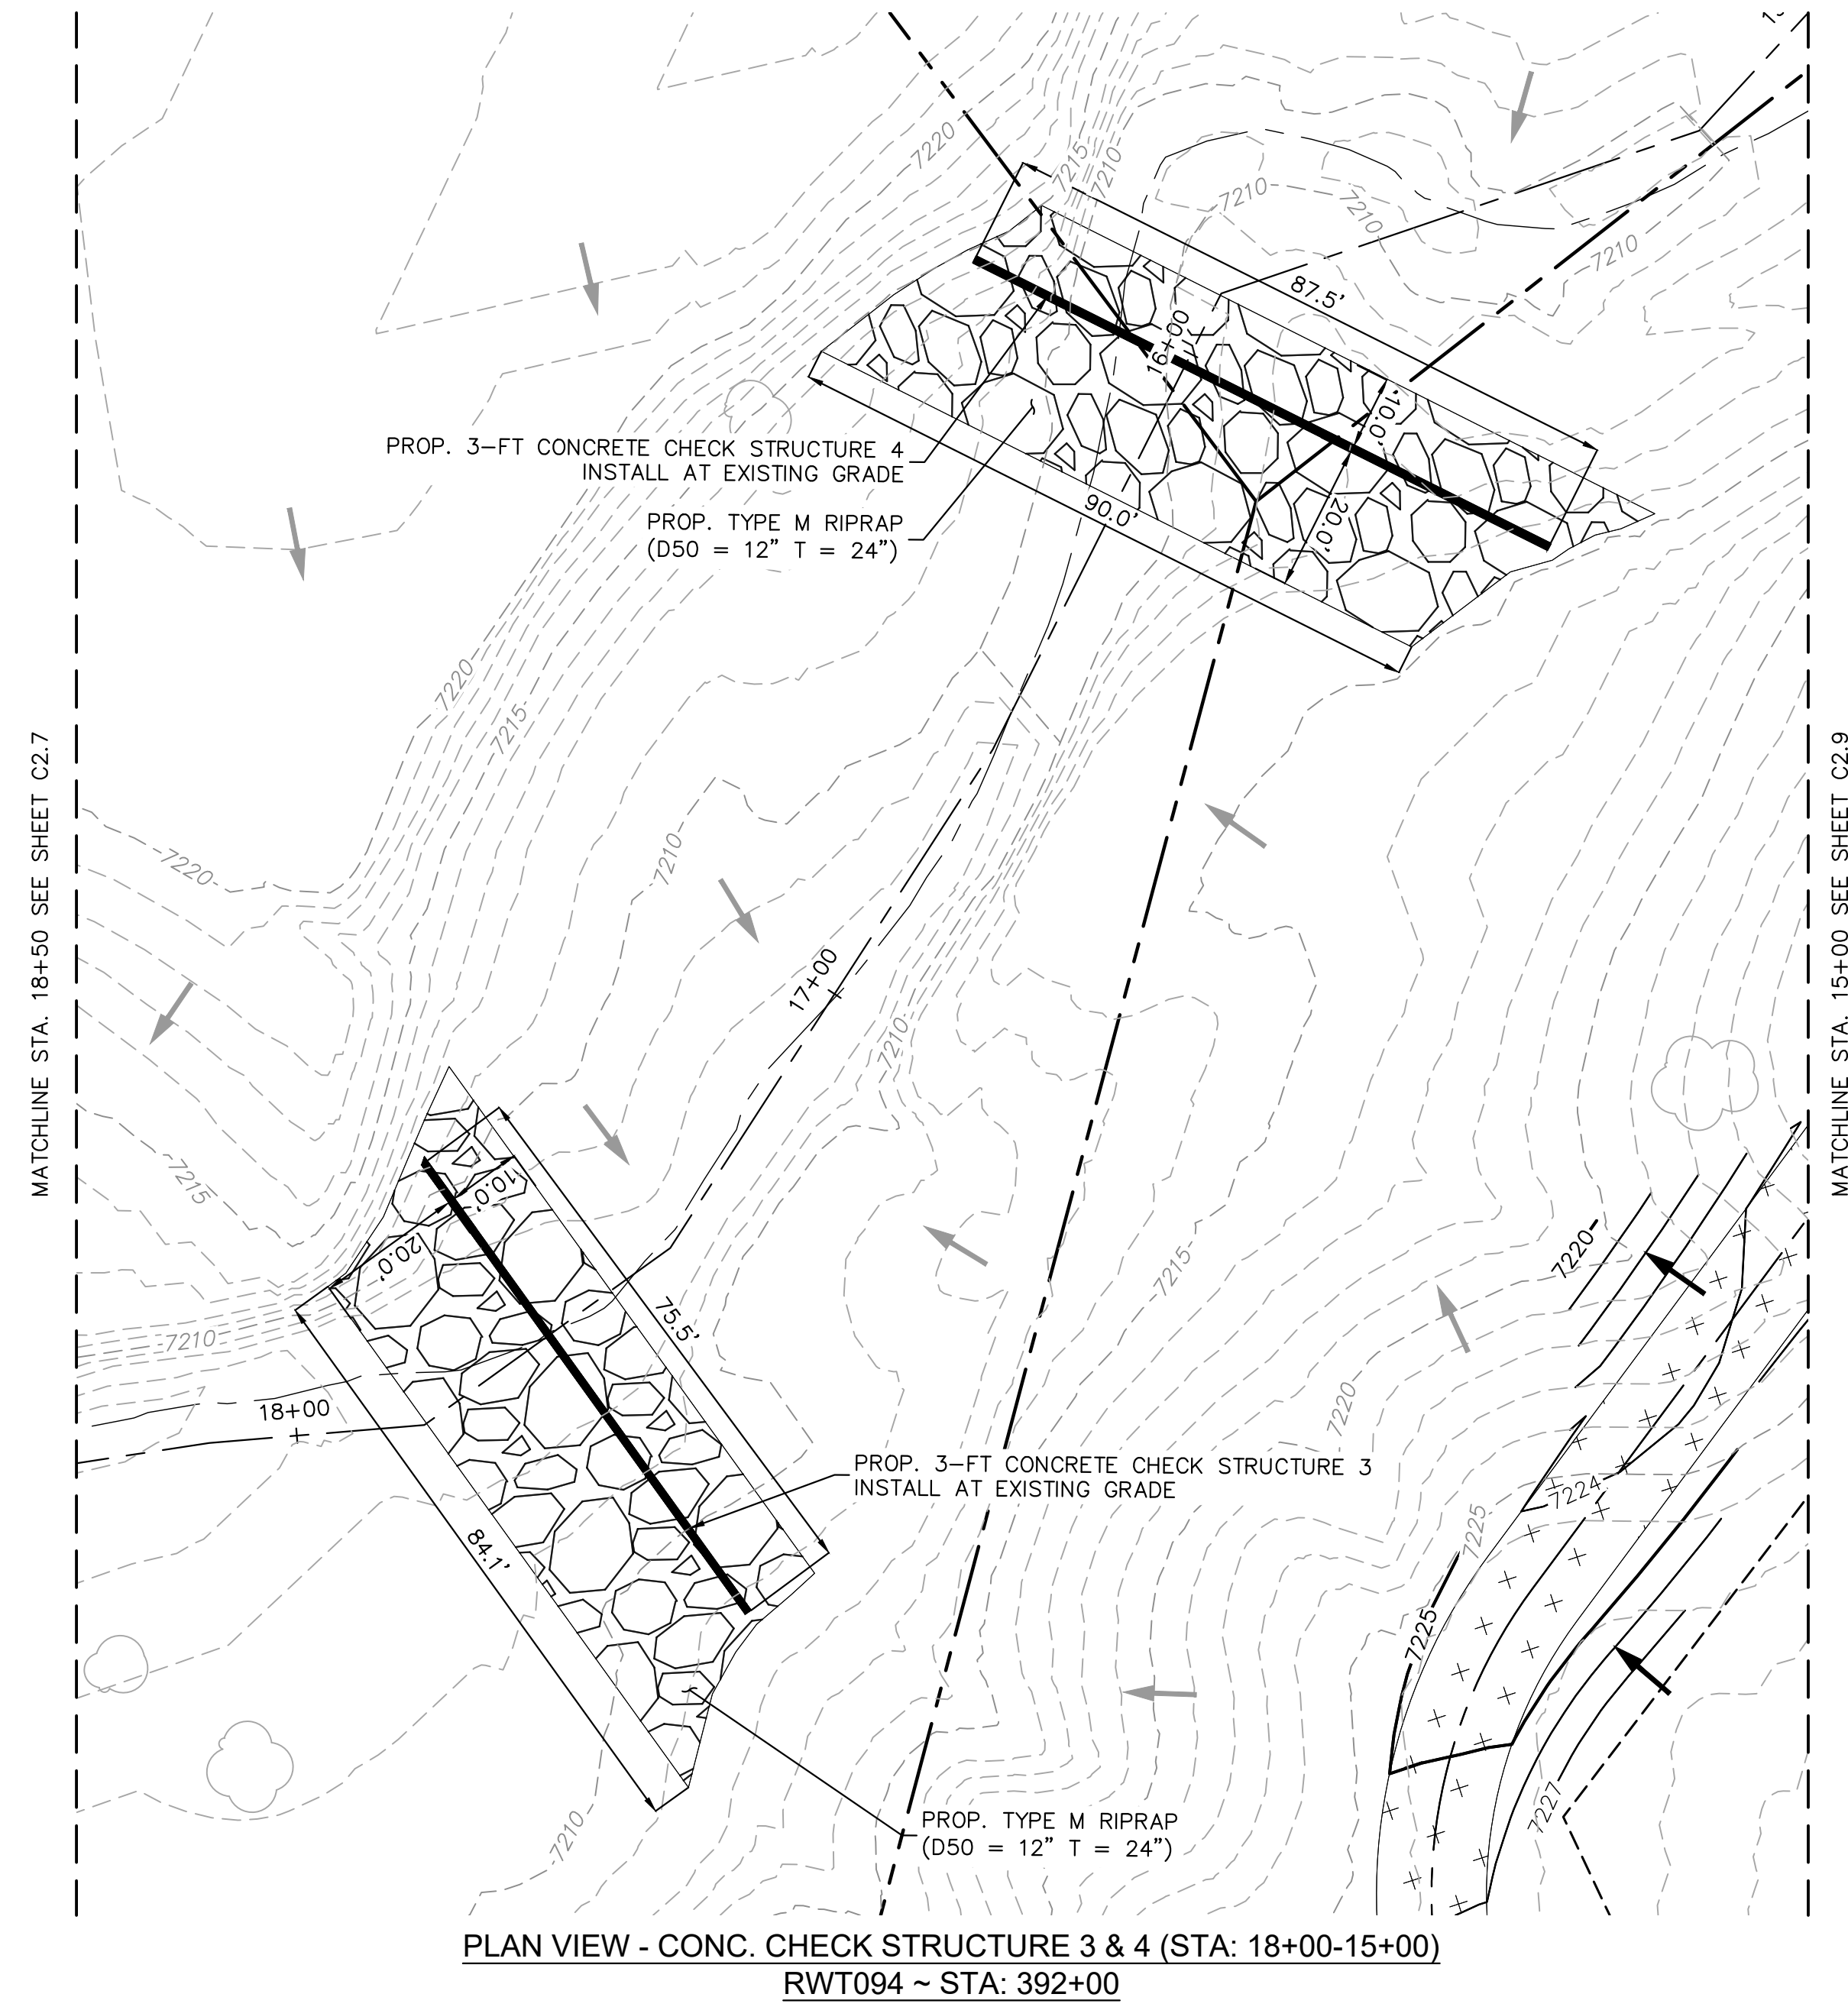 7220
7215
7210
7210
7210
7210
87.5'
16+00
10.0'
PROP. 3-FT CONCRETE CHECK STRUCTURE 4
INSTALL AT EXISTING GRADE
90.0'
20.0'
PROP. TYPE M RIPRAP
(D50 = 12" T = 24")
7220
7215
MATCHLINE STA. 18+50 SEE SHEET C2.7
MATCHLINE STA. 15+00 SEE SHEET C2.9
7220
7210
17+00
7210
7215
10.0'
20.0'
7220
7215
75.5'
7210
18+00
7220
PROP. 3-FT CONCRETE CHECK STRUCTURE 3
INSTALL AT EXISTING GRADE
7224
7225
84.1'
7225
7210
7227
PROP. TYPE M RIPRAP
(D50 = 12" T = 24")
PLAN VIEW - CONC. CHECK STRUCTURE 3 & 4 (STA: 18+00-15+00)
RWT094 ~ STA: 392+00